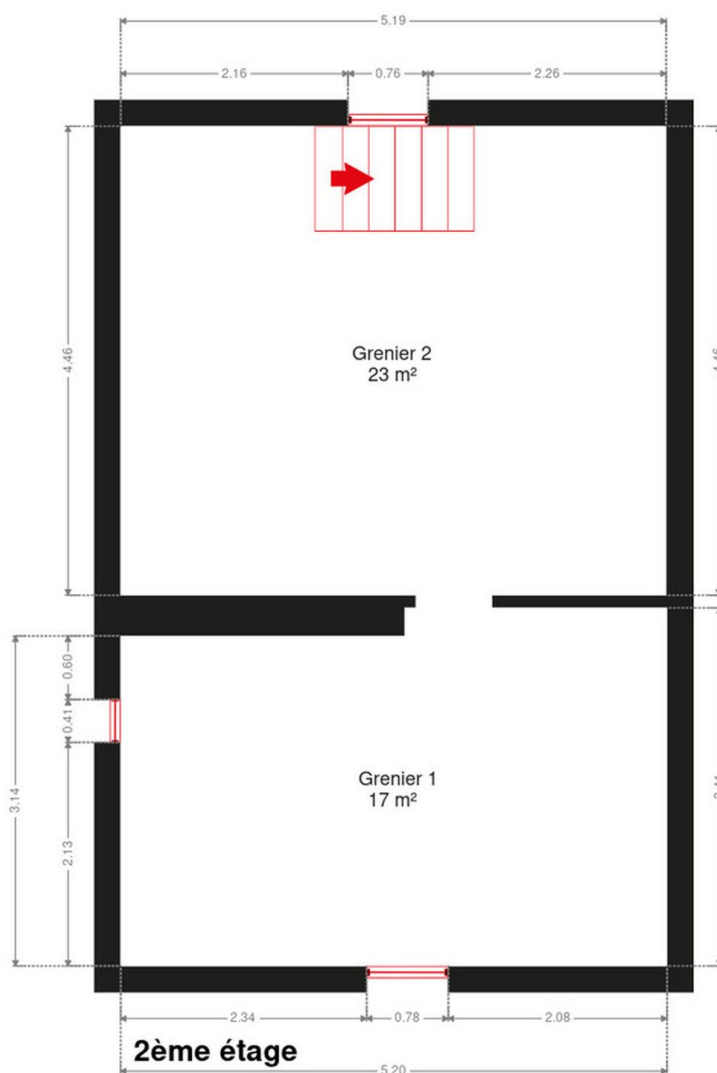 5.19
2.16 0.76 2.26
4.46
Grenier 2
23 m²
0.60
0.41
3.14
2.13
Grenier 1
17 m²
2.34 0.78 2.08
2ème étage
5.20